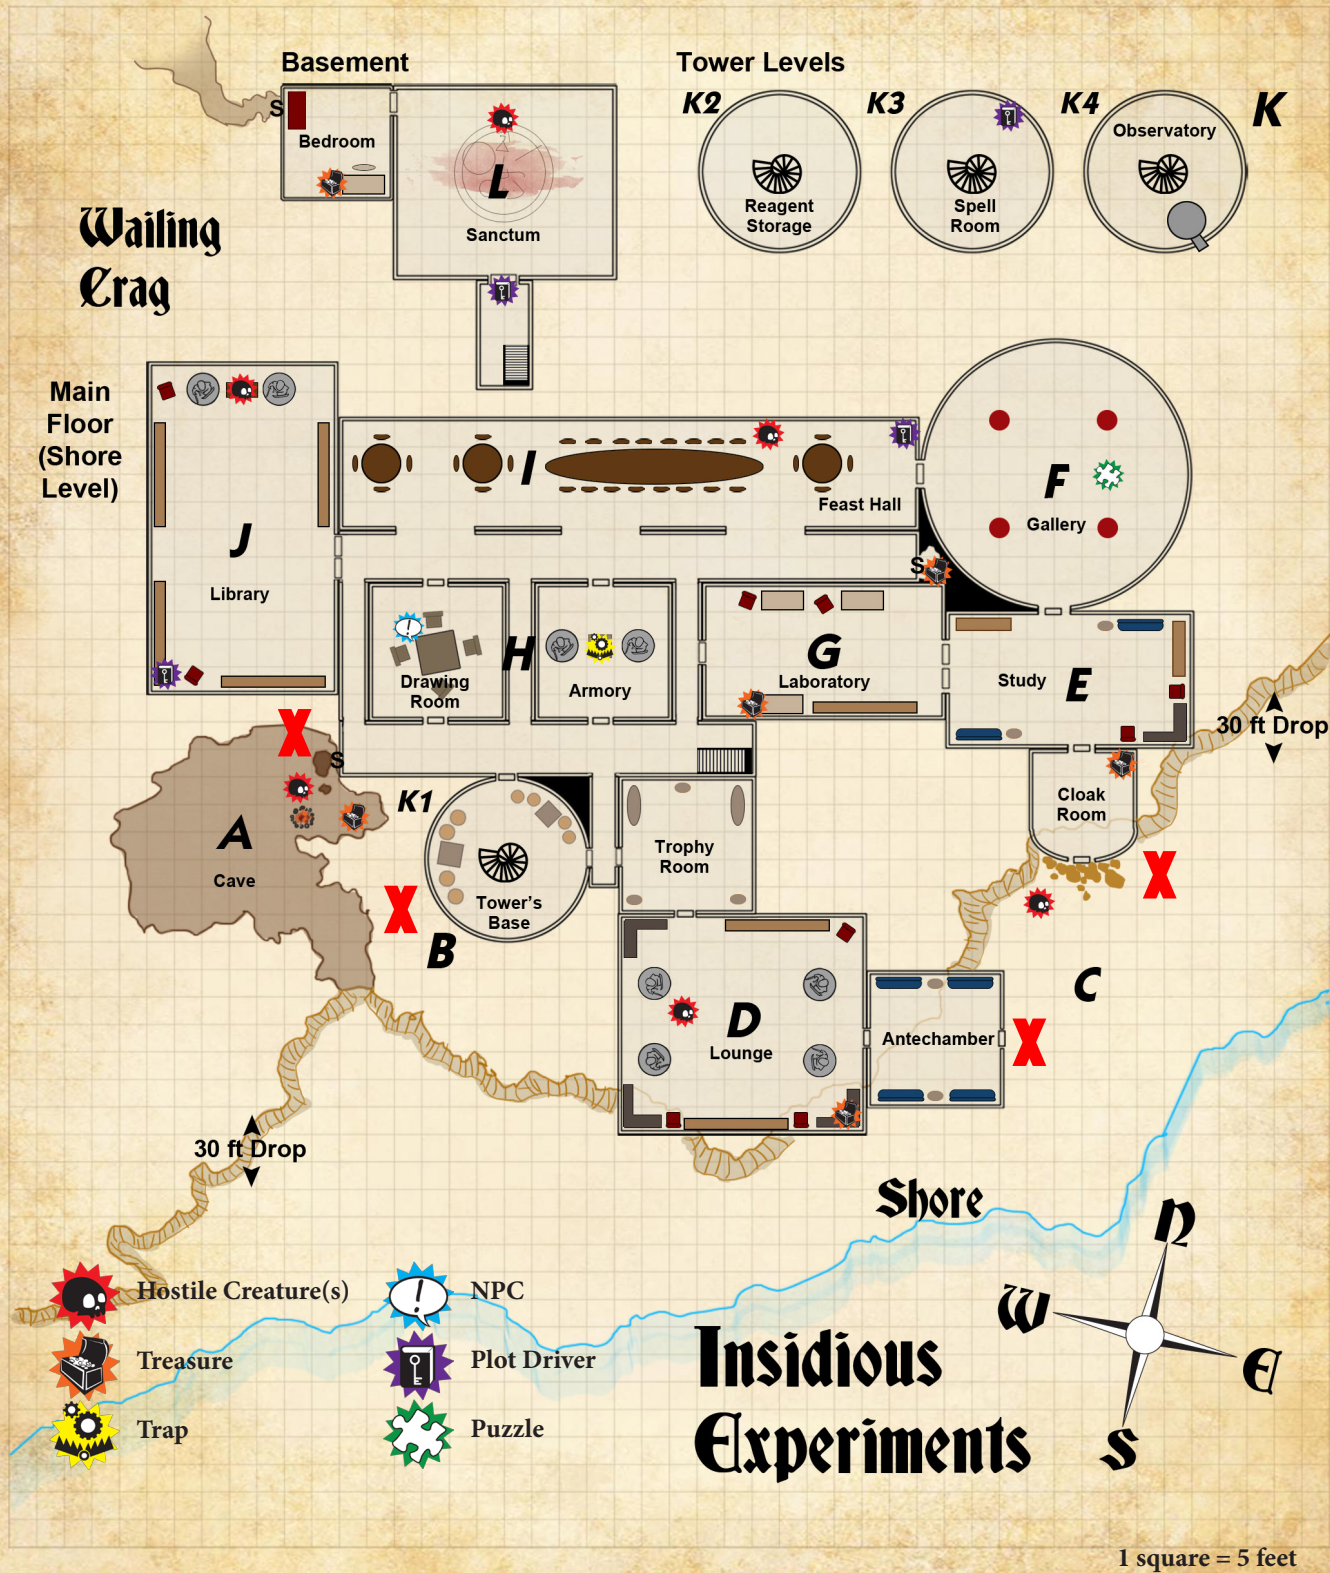 Basement
Tower Levels
K2
K3
K4
K
Observatory
S
Bedroom
L
Reagent
Storage
Spell
Room
Sanctum
Wailing
Crag
Main
Floor
(Shore
Level)
I
Feast Hall
F
Gallery
J
Library
S
H
Drawing
Room
Armory
G
Laboratory
Study
E
30 ft Drop
X
S
A
Cave
K1
Cloak
Room
Trophy
Room
X
X
Tower's
Base
B
C
D
Lounge
Antechamber
X
30 ft Drop
Shore
N
W
E
S
Hostile Creature(s)
NPC
Treasure
Plot Driver
Trap
Puzzle
Insidious
Experiments
1 square = 5 feet